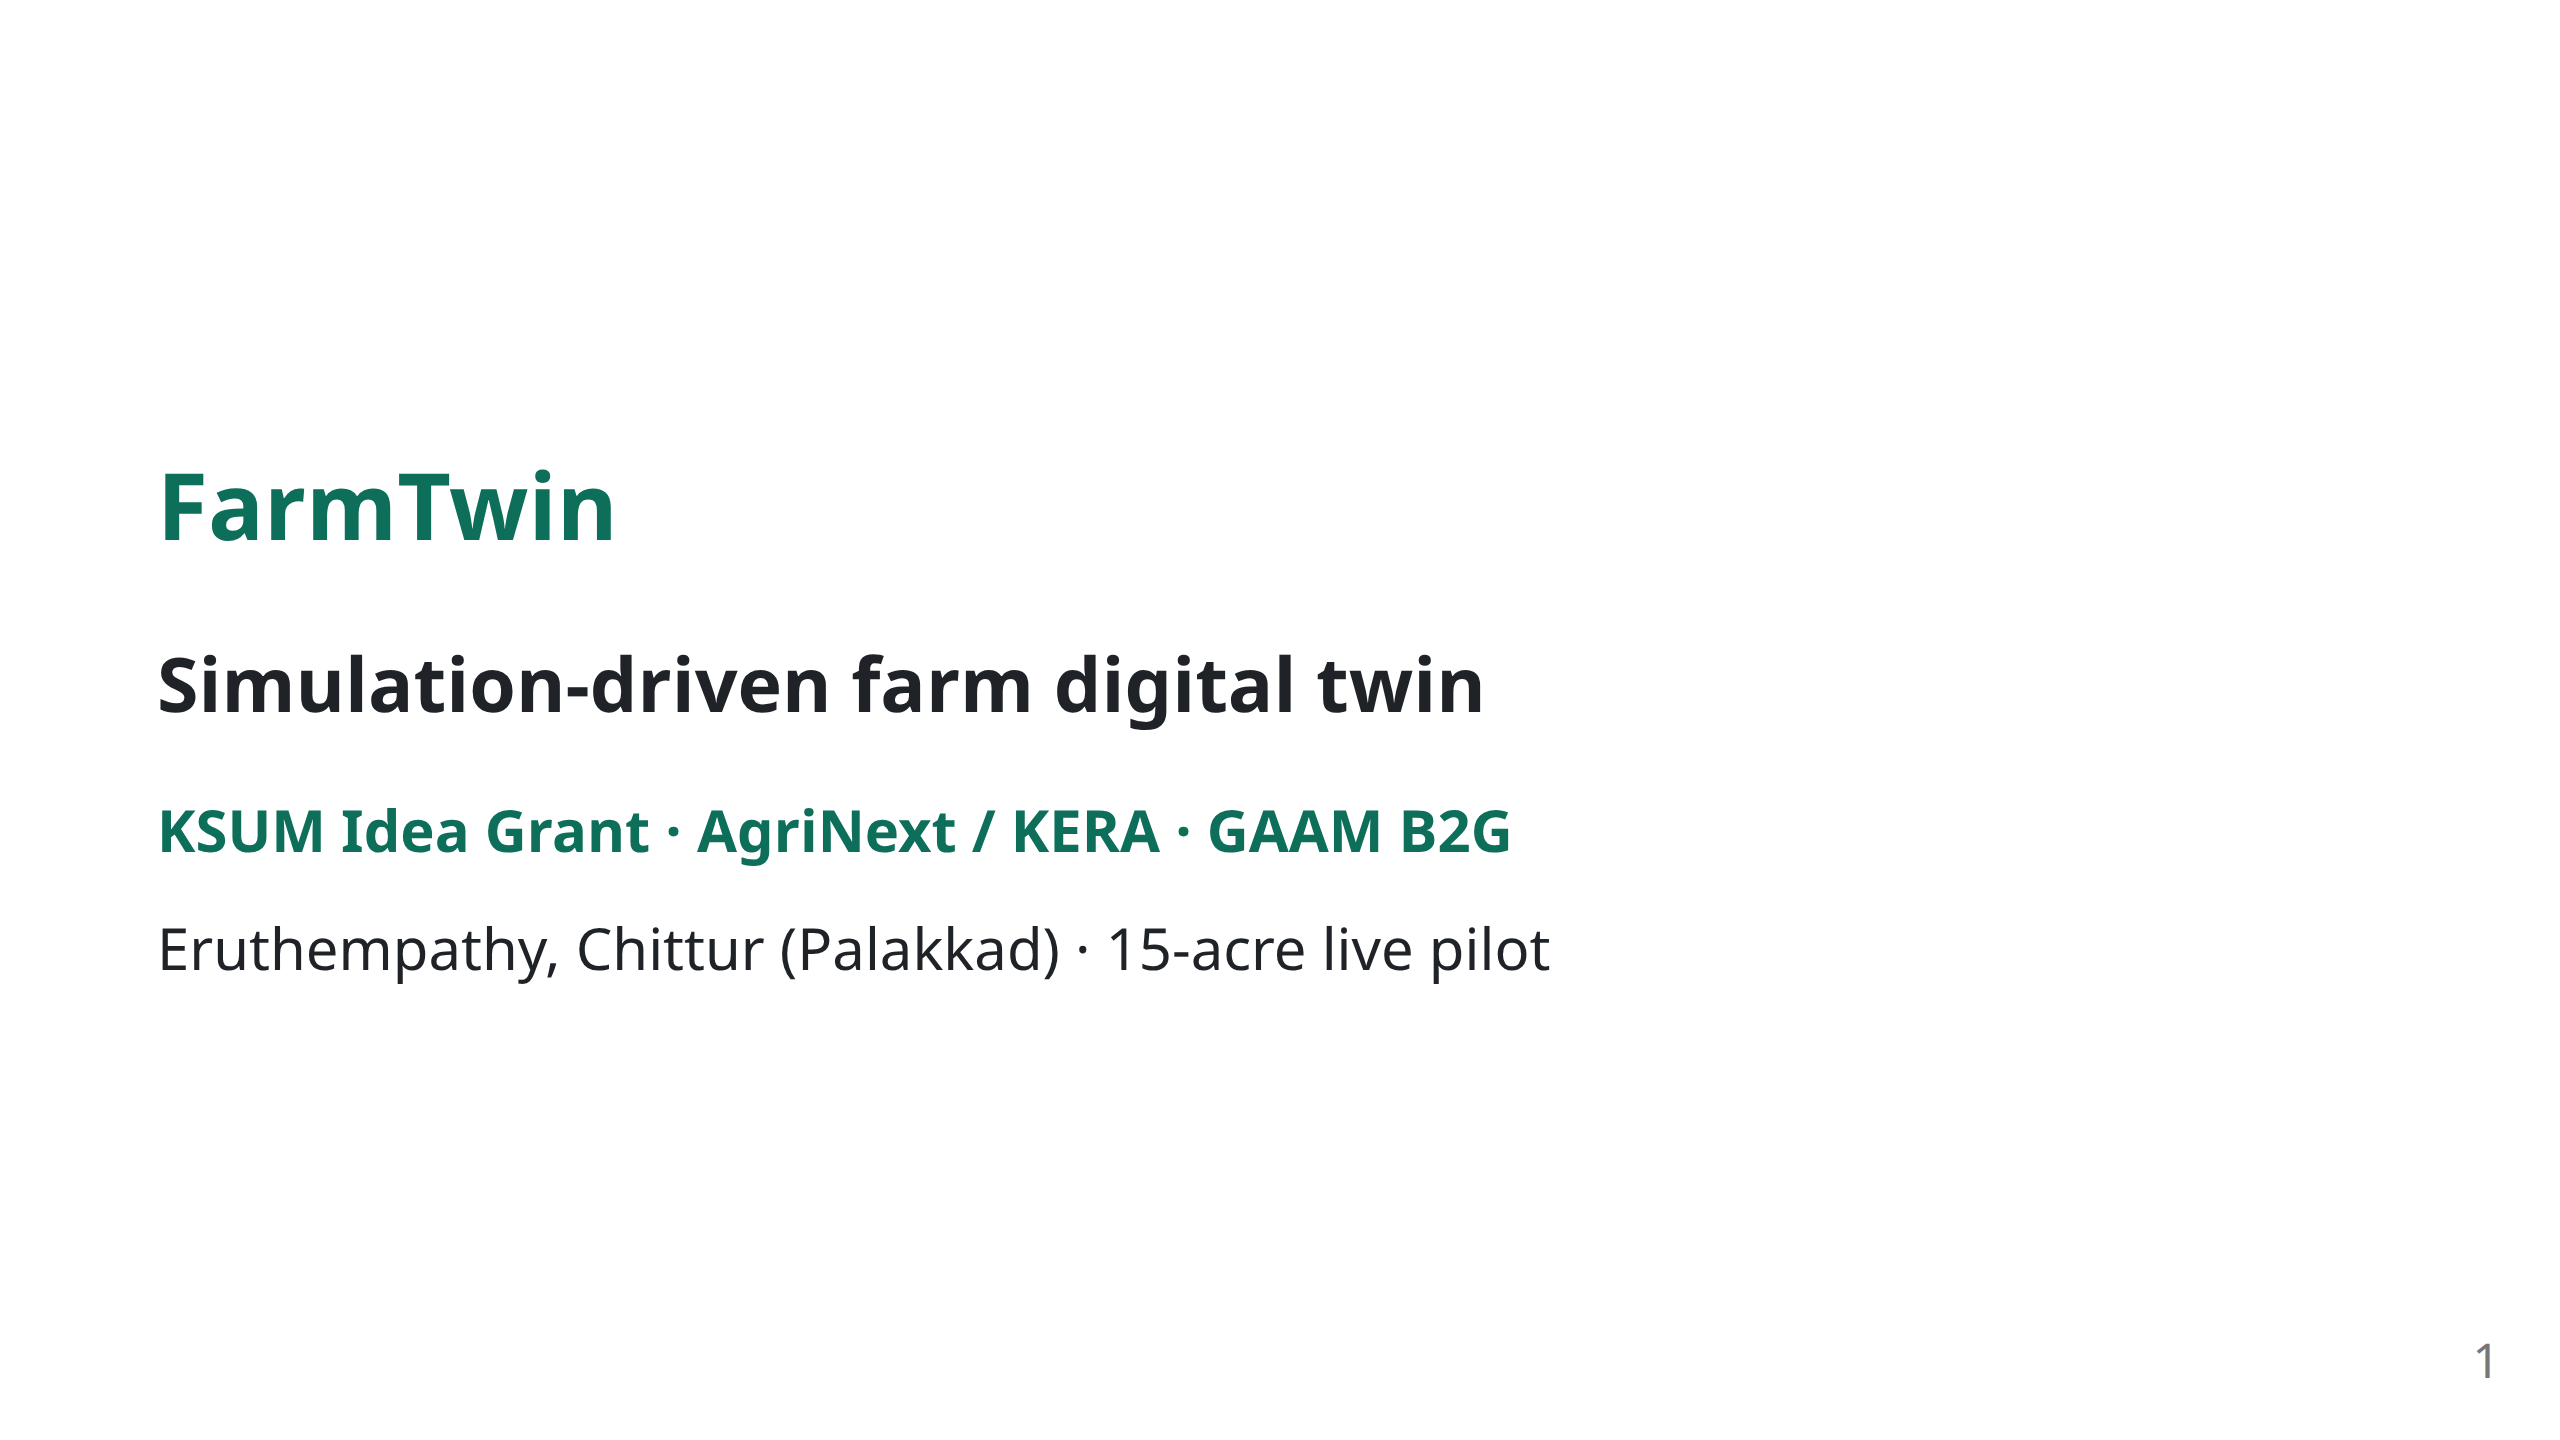 FarmTwin
Simulation-driven farm digital twin
KSUM Idea Grant · AgriNext / KERA · GAAM B2G
Eruthempathy, Chittur (Palakkad) · 15-acre live pilot
1